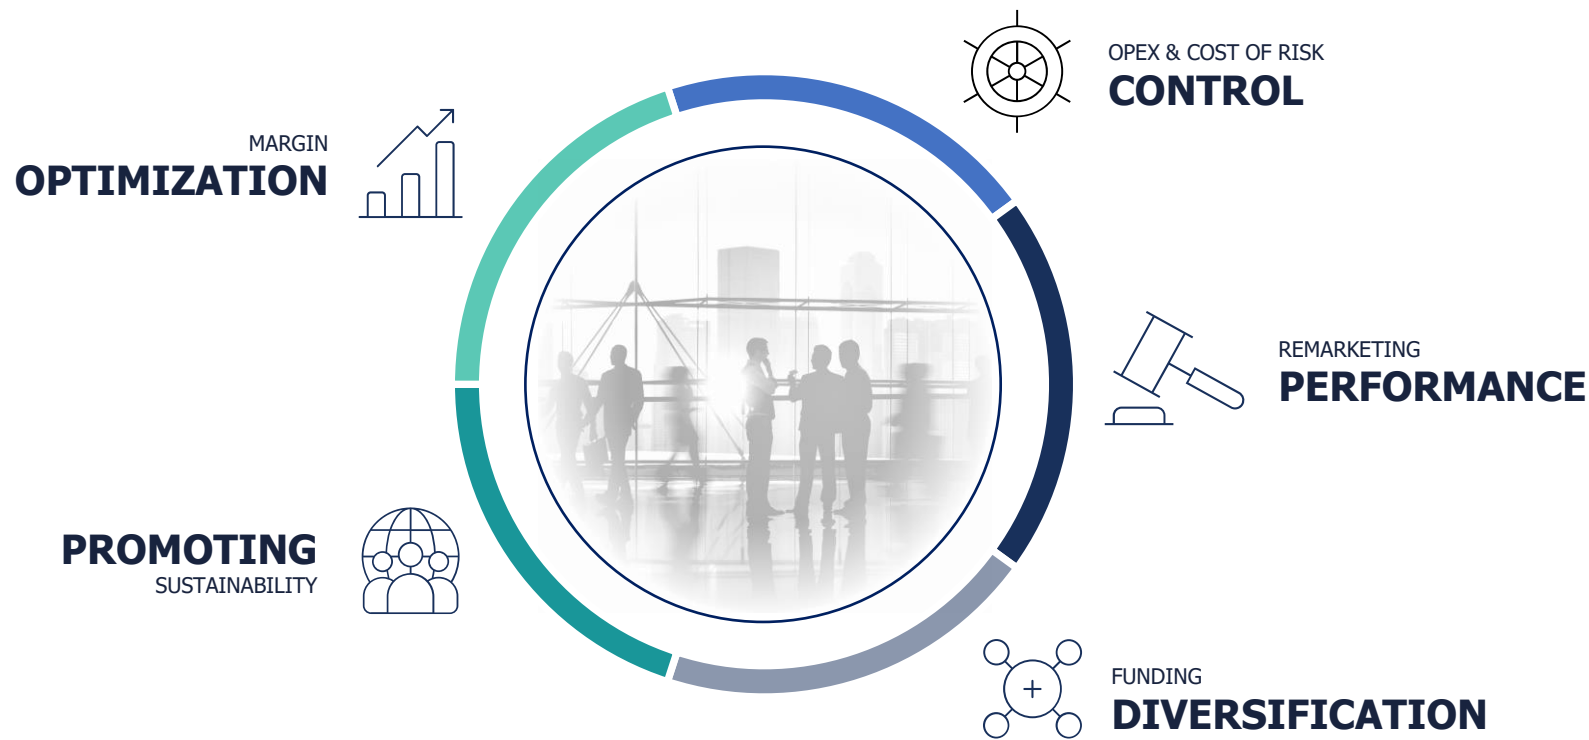 OPEX & COST OF RISK
CONTROL
MARGIN
OPTIMIZATION
REMARKETING
PERFORMANCE
PROMOTING
SUSTAINABILITY
FUNDING
DIVERSIFICATION